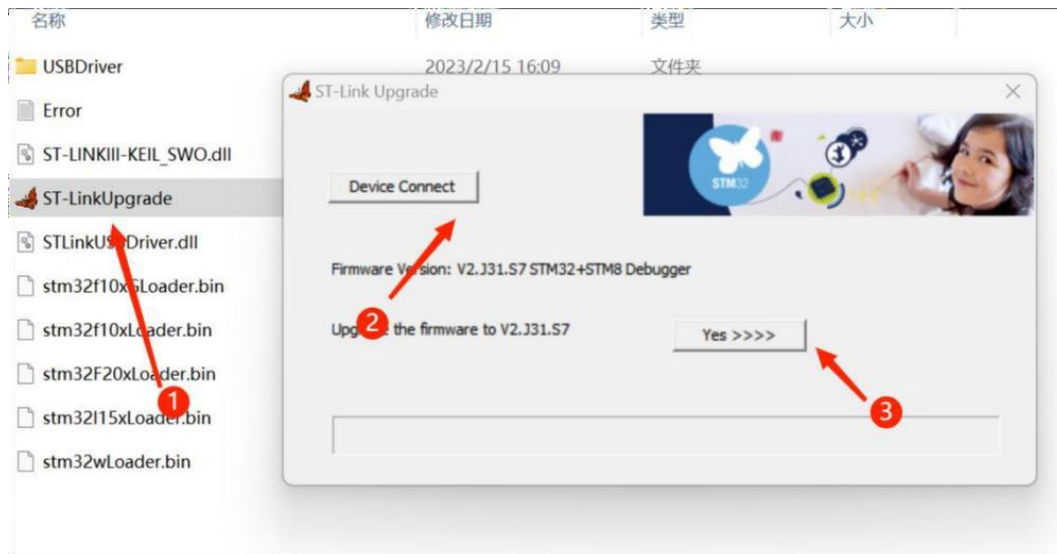 名称 修改日期 类型 大小
USBDriver 2023/2/15 16:09 文件夹
ST-Link Upgrade
Error
ST-LINKIII-KEIL_SWO.dll
ST-LinkUpgrade
Device Connect
STM32
STLinkUSBDriver.dll
Firmware Version: V2.J31.S7 STM32+STM8 Debugger
stm32f10xGLoader.bin
2
Upgrade the firmware to V2.J31.S7
Yes >>>>
stm32f10xLoader.bin
stm32F20xLoader.bin
1
3
stm32l15xLoader.bin
stm32wLoader.bin